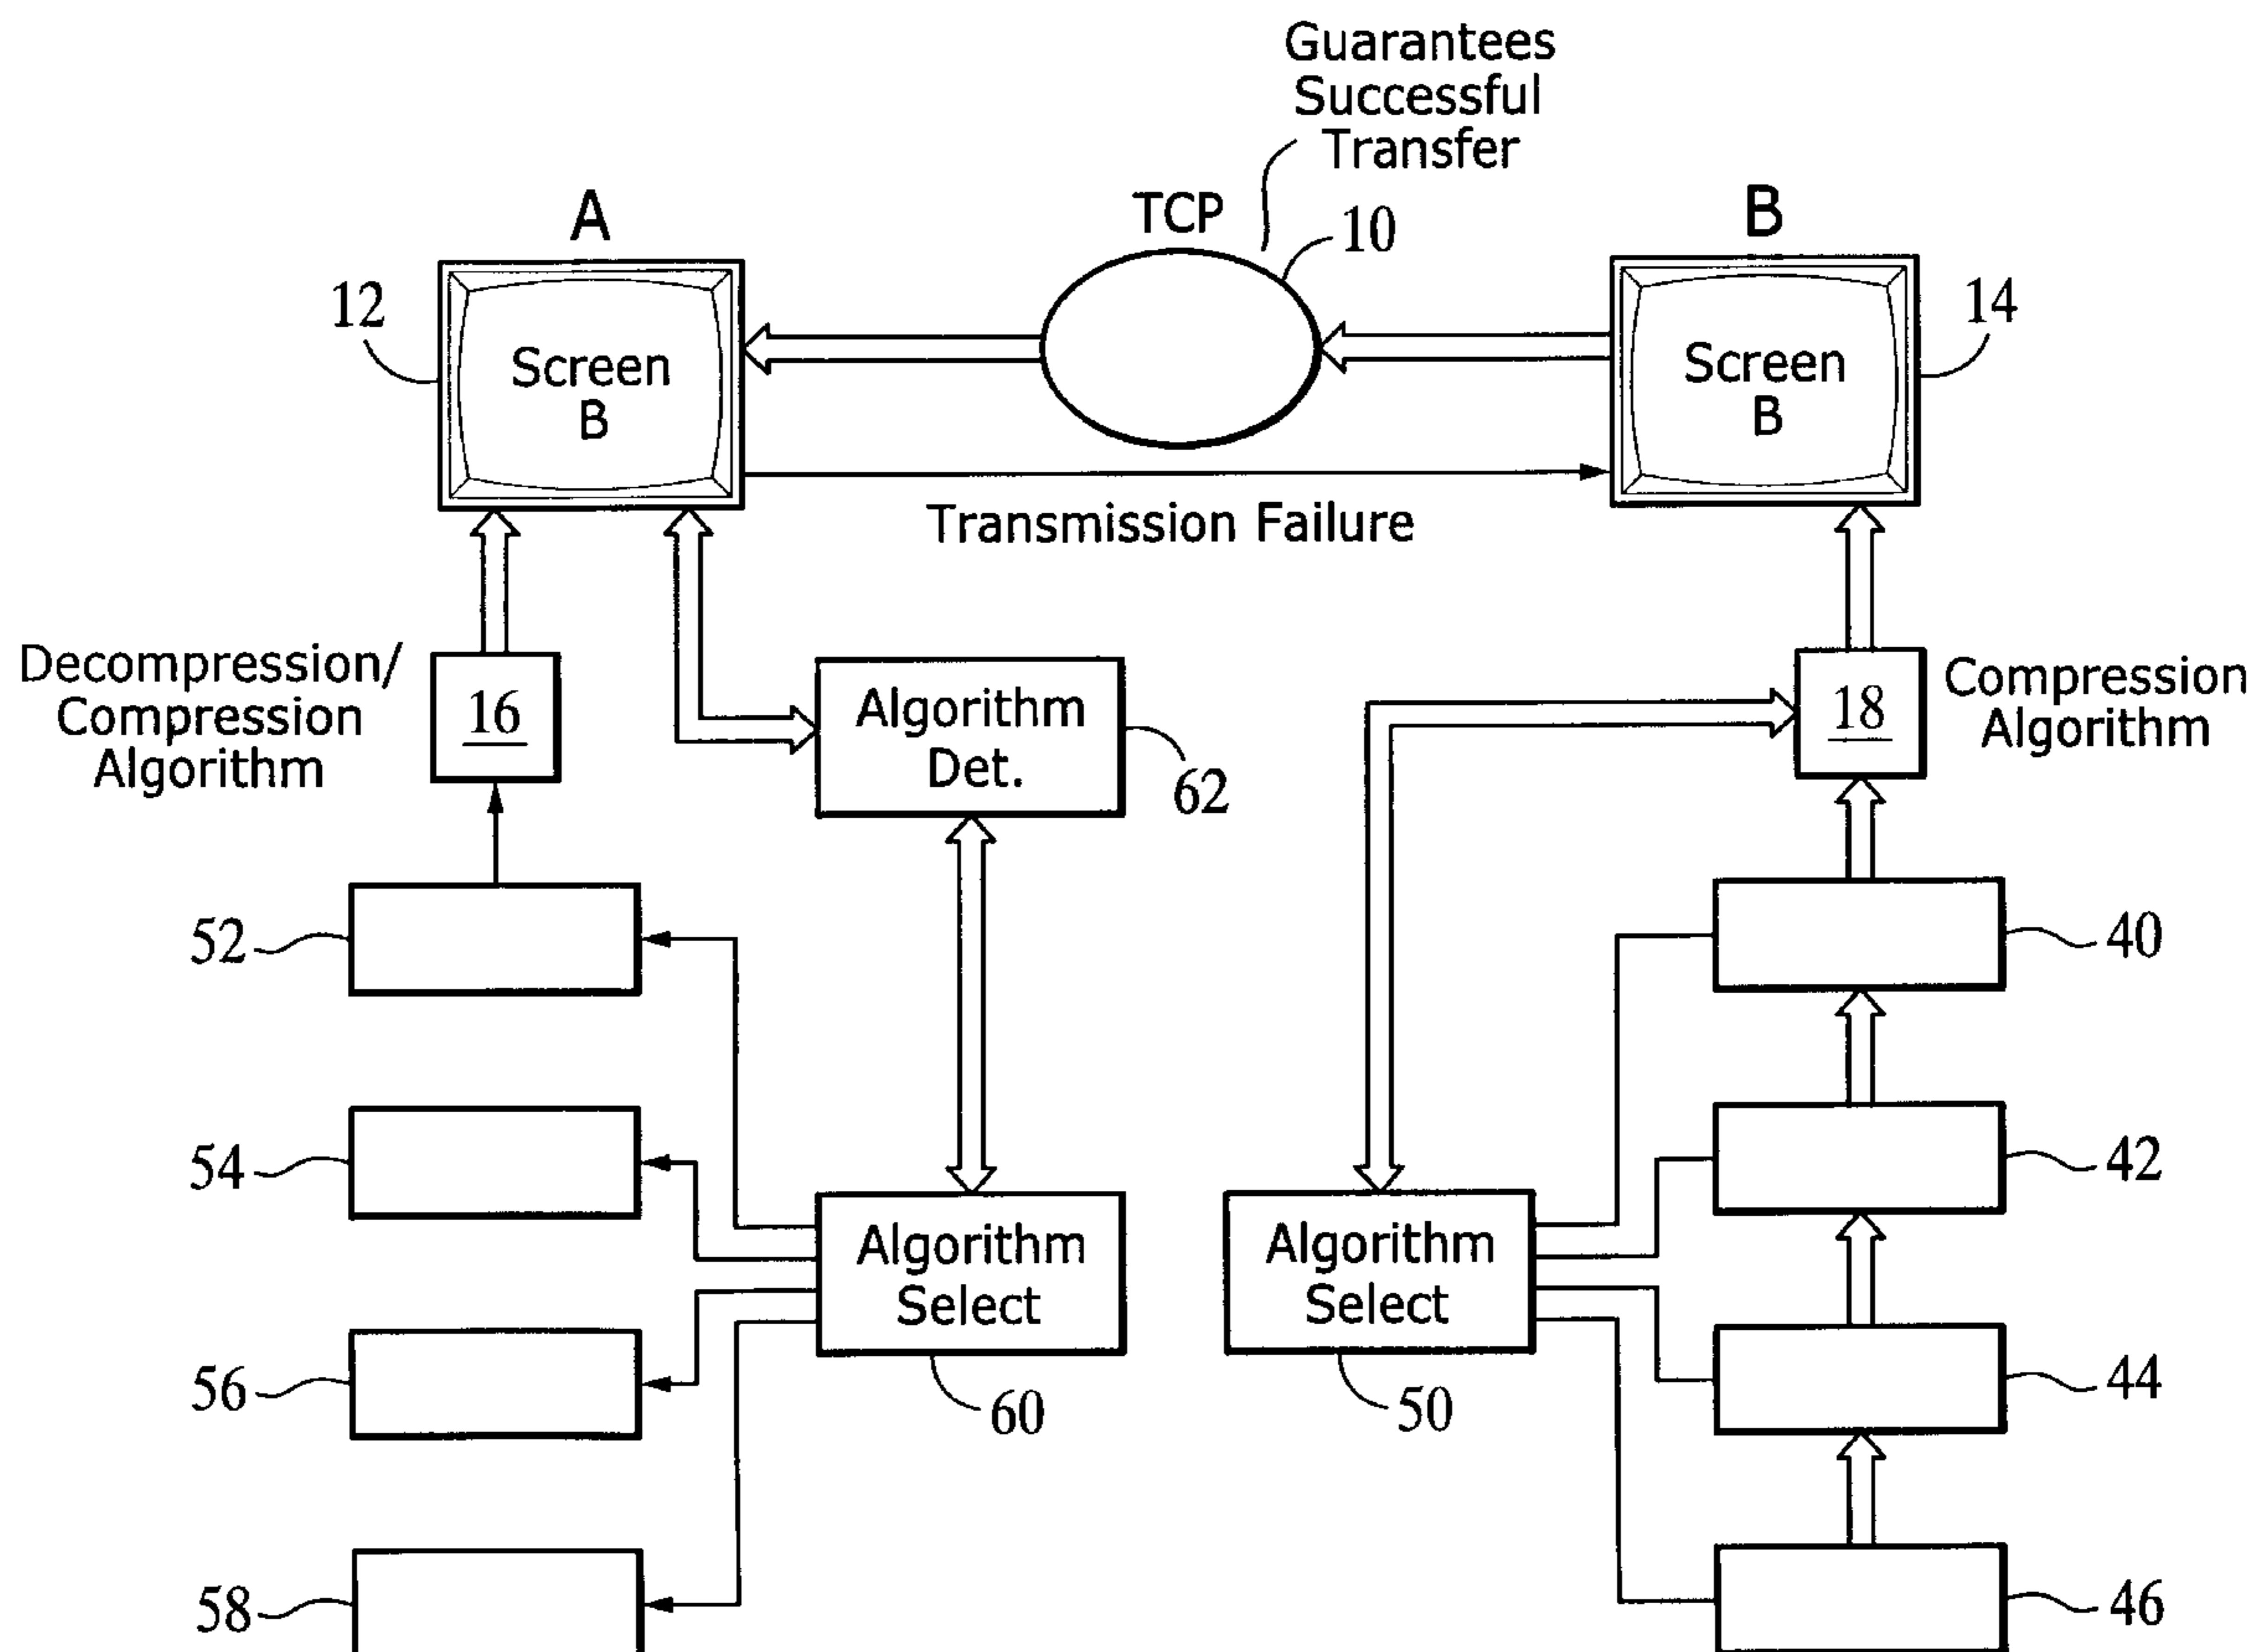 Guarantees
Successful
Transfer
A
TCP
10
B
12
Screen
B
Screen
B
14
Transmission Failure
Decompression/
Compression
Algorithm
16
Algorithm
Det.
62
18
Compression
Algorithm
52
40
54
42
Algorithm
Select
Algorithm
Select
56
60
50
44
58
46